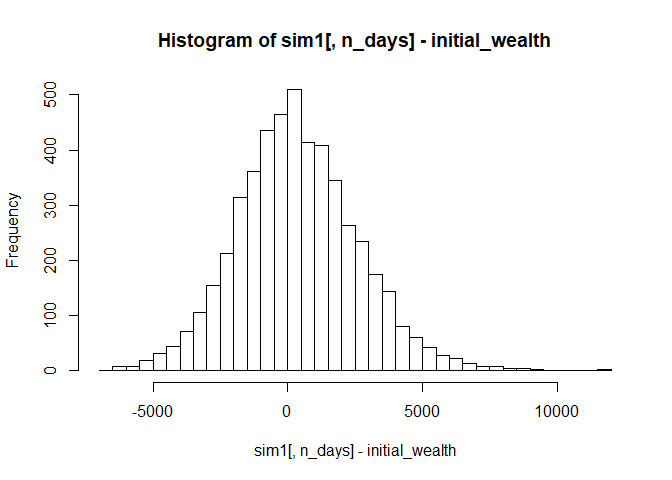 Histogram of sim1[, n_days] - initial_wealth
500
400
300
200
100
0
Frequency
-5000 0 5000 10000
sim1[, n_days] - initial_wealth